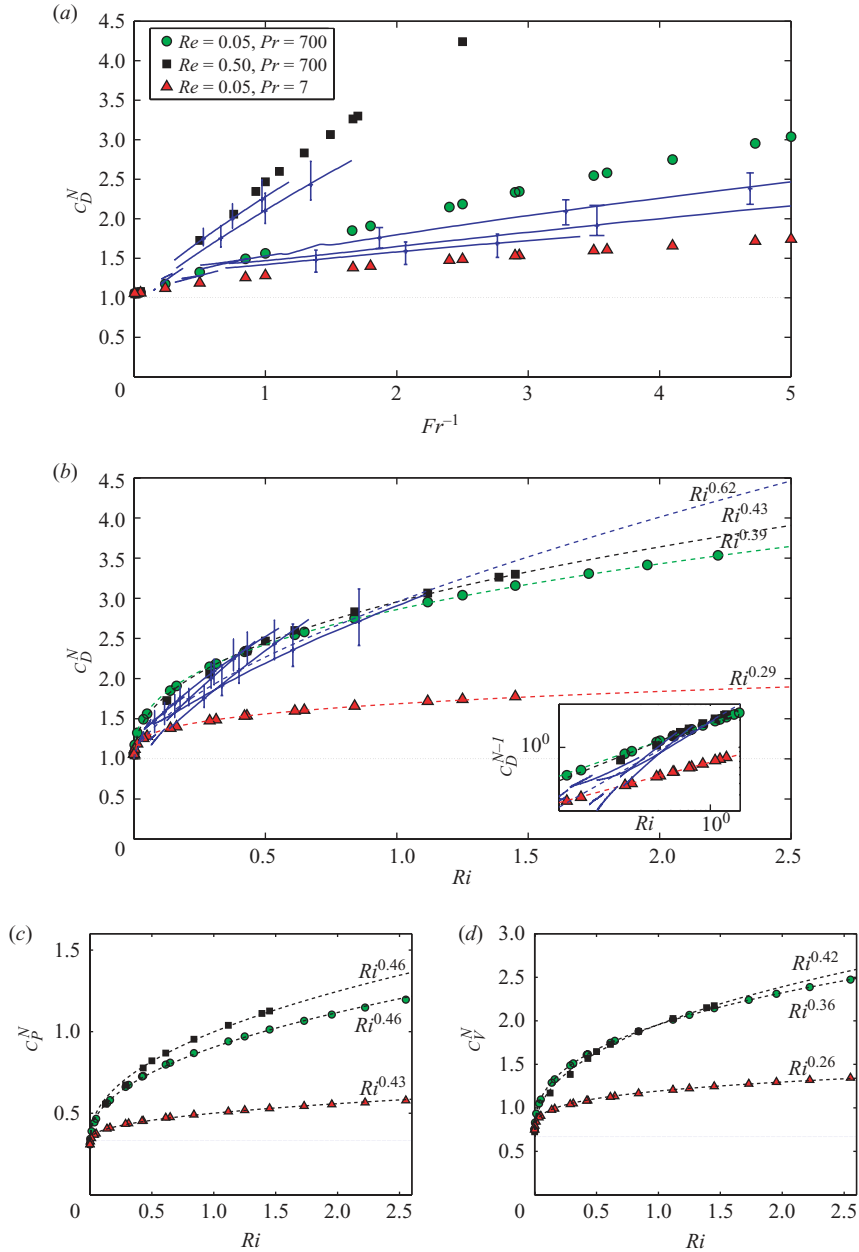 (a)
4.5
4.0
3.5
3.0
2.5
2.0
1.5
1.0
0.5
0
c_D^N
Re = 0.05, Pr = 700
Re = 0.50, Pr = 700
Re = 0.05, Pr = 7
1
2
3
4
5
Fr^{-1}
(b)
4.5
4.0
3.5
3.0
2.5
2.0
1.5
1.0
0.5
0
c_D^N
Ri^{0.62}
Ri^{0.43}
Ri^{0.39}
Ri^{0.29}
c_D^{N-1}
10^0
Ri
10^0
0.5
1.0
1.5
2.0
2.5
Ri
(c)
1.6
1.0
0.5
0
c_P^N
Ri^{0.46}
Ri^{0.46}
Ri^{0.43}
0.5
1.0
1.5
2.0
2.5
Ri
(d)
3.0
2.5
2.0
1.5
1.0
0.5
0
c_V^N
Ri^{0.42}
Ri^{0.36}
Ri^{0.26}
0.5
1.0
1.5
2.0
2.5
Ri